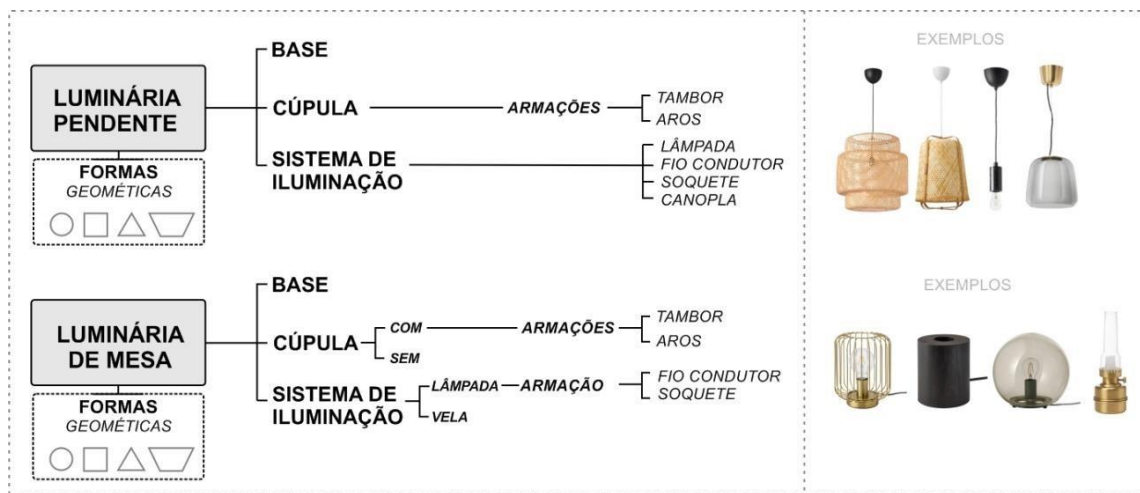 LUMINÁRIA
PENDENTE
FORMAS
GEOMÉTICAS
BASE
CÚPULA
ARMAÇÕES
TAMBOR
AROS
SISTEMA DE
ILUMINAÇÃO
LÂMPADA
FIO CONDUTOR
SOQUETE
CANOPLA
EXEMPLOS
LUMINÁRIA
DE MESA
FORMAS
GEOMÉTICAS
BASE
CÚPULA
COM
SEM
ARMAÇÕES
TAMBOR
AROS
SISTEMA DE
ILUMINAÇÃO
LÂMPADA
VELA
ARMAÇÃO
FIO CONDUTOR
SOQUETE
EXEMPLOS